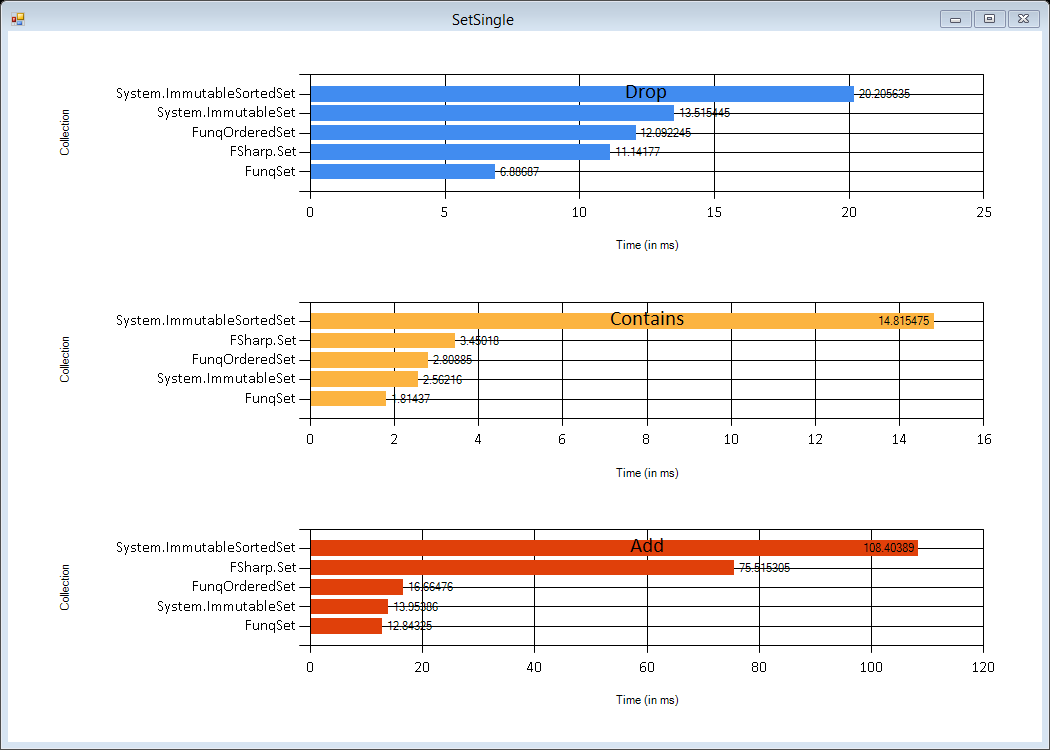 SetSingle
Drop
Collection
System.ImmutableSortedSet 20.205635
System.ImmutableSet 13.515445
FunqOrderedSet 12.092245
FSharp.Set 11.14177
FunqSet 6.88687
0 5 10 15 20 25
Time (in ms)
Contains
Collection
System.ImmutableSortedSet 14.815475
FSharp.Set 3.45018
FunqOrderedSet 2.80885
System.ImmutableSet 2.56216
FunqSet 1.81437
0 2 4 6 8 10 12 14 16
Time (in ms)
Add
Collection
System.ImmutableSortedSet 108.40389
FSharp.Set 75.515305
FunqOrderedSet 16.66476
System.ImmutableSet 13.95386
FunqSet 12.84325
0 20 40 60 80 100 120
Time (in ms)